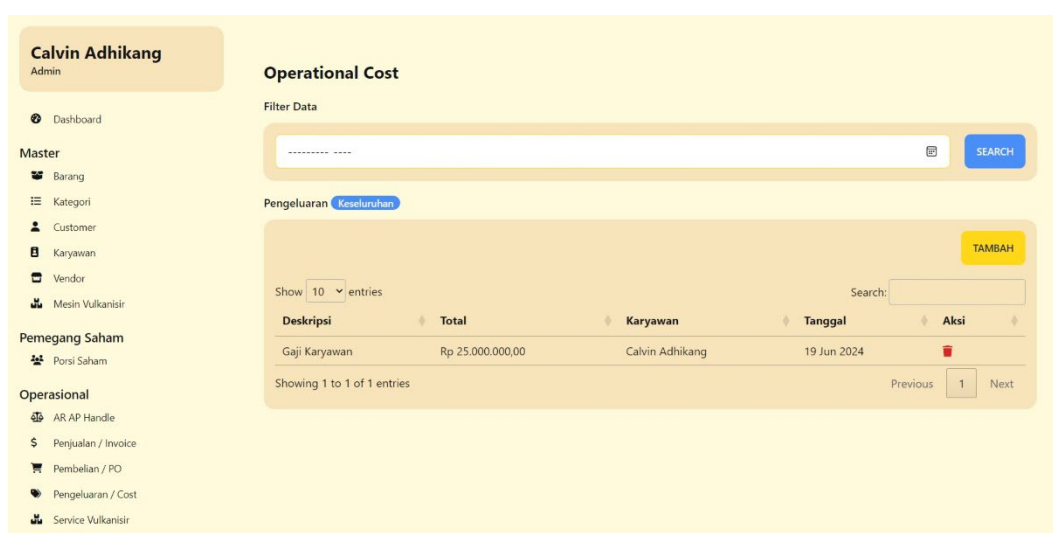 Calvin Adhikang
Admin
Dashboard
Master
Barang
Kategori
Customer
Karyawan
Vendor
Mesin Vulkanisir
Pemegang Saham
Porsi Saham
Operasional
AR AP Handle
Penjualan / Invoice
Pembelian / PO
Pengeluaran / Cost
Service Vulkanisir
Operational Cost
Filter Data
--------- ----
SEARCH
Pengeluaran Keseluruhan
TAMBAH
Show 10 entries Search:
Deskripsi Total Karyawan Tanggal Aksi
Gaji Karyawan Rp 25.000.000,00 Calvin Adhikang 19 Jun 2024
Showing 1 to 1 of 1 entries Previous 1 Next